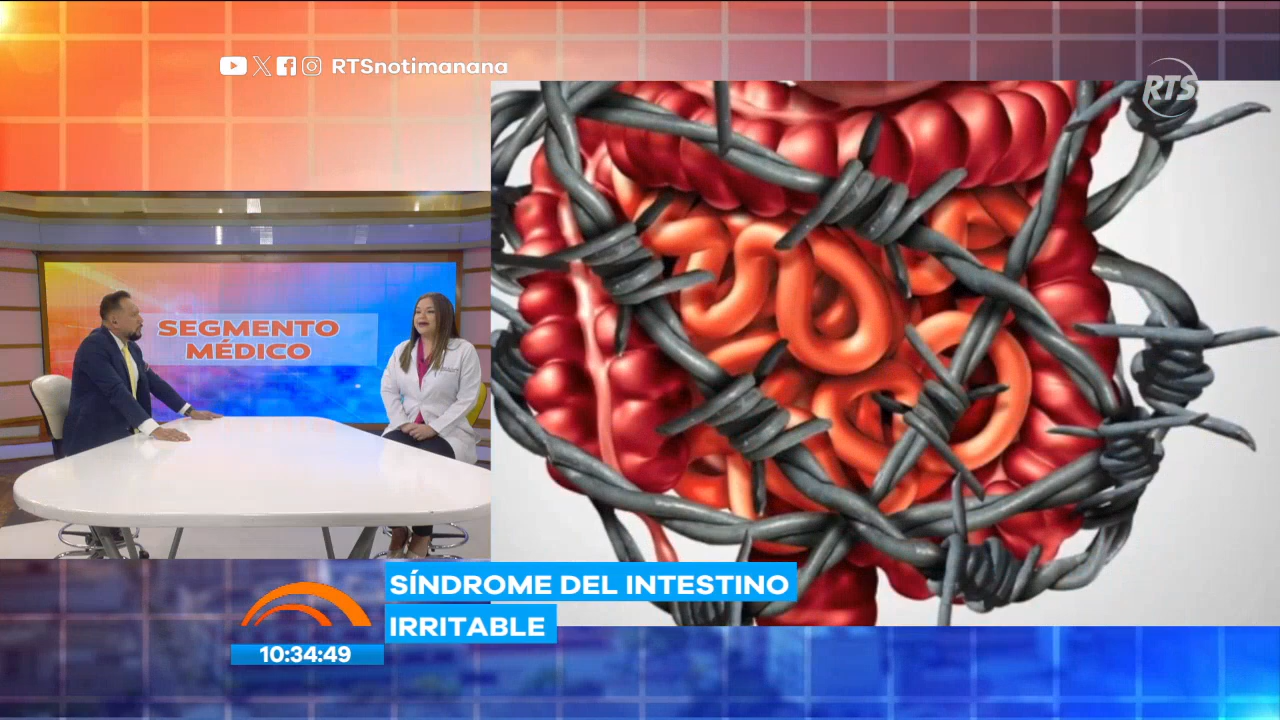 RTSnotimanana
RTS
SEGMENTO
MÉDICO
SÍNDROME DEL INTESTINO
IRRITABLE
10:34:49